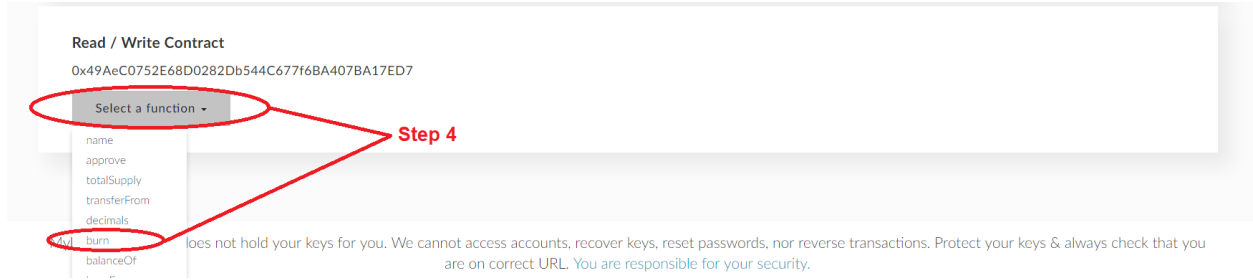 Read / Write Contract
0x49AeC0752E68D0282Db544C677f6BA407BA17ED7
Select a function
Step 4
name
approve
totalSupply
transferFrom
decimals
burn
balanceOf
does not hold your keys for you. We cannot access accounts, recover keys, reset passwords, nor reverse transactions. Protect your keys & always check that you
are on correct URL. You are responsible for your security.